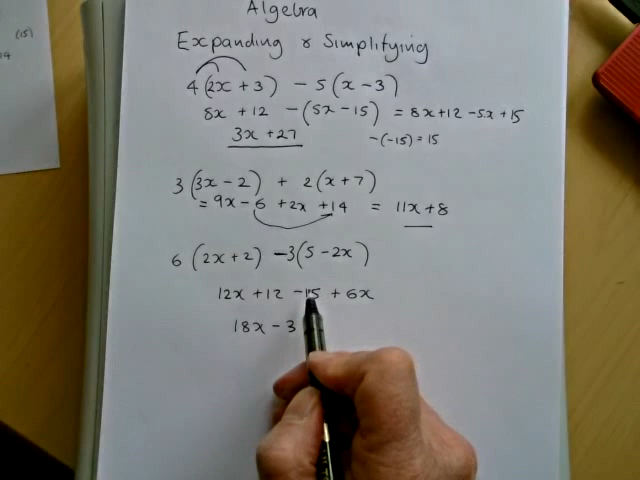 (15)
14
Algebra
Expanding & Simplifying
4(2x + 3) - 5(x - 3)
8x + 12 - (5x - 15) = 8x + 12 - 5x + 15
3x + 27
-(-15) = 15
3(3x - 2) + 2(x + 7)
= 9x - 6 + 2x + 14 = 11x + 8
6(2x + 2) - 3(5 - 2x)
12x + 12 - 15 + 6x
18x - 3